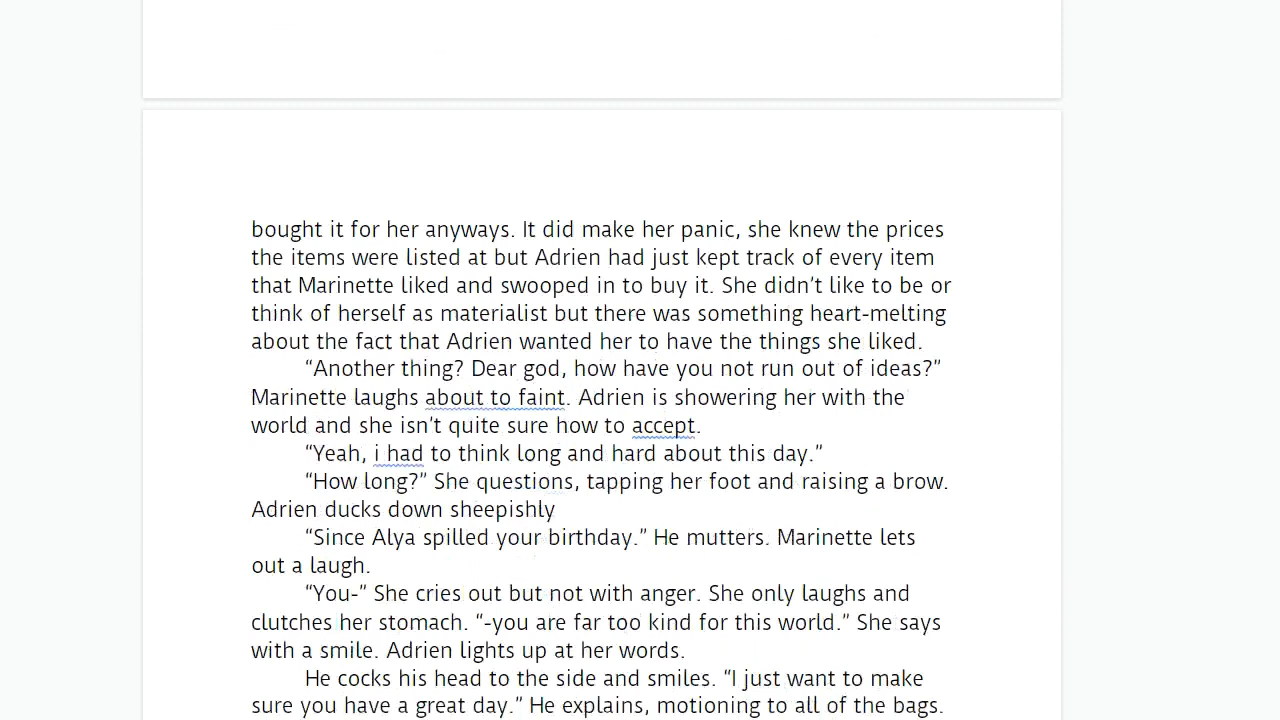 bought it for her anyways. It did make her panic, she knew the prices
the items were listed at but Adrien had just kept track of every item
that Marinette liked and swooped in to buy it. She didn’t like to be or
think of herself as materialist but there was something heart-melting
about the fact that Adrien wanted her to have the things she liked.
“Another thing? Dear god, how have you not run out of ideas?”
Marinette laughs about to faint. Adrien is showering her with the
world and she isn’t quite sure how to accept.
“Yeah, i had to think long and hard about this day.”
“How long?” She questions, tapping her foot and raising a brow.
Adrien ducks down sheepishly
“Since Alya spilled your birthday.” He mutters. Marinette lets
out a laugh.
“You-” She cries out but not with anger. She only laughs and
clutches her stomach. “-you are far too kind for this world.” She says
with a smile. Adrien lights up at her words.
He cocks his head to the side and smiles. “I just want to make
sure you have a great day.” He explains, motioning to all of the bags.